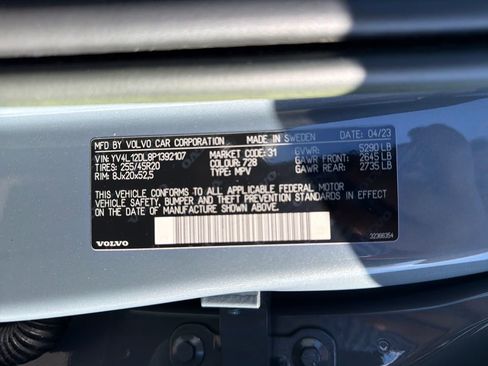 MFD BY VOLVO CAR CORPORATION MADE IN SWEDEN DATE: 04/23
VIN: YV4L12DL8P1392107 MARKET CODE: 31 GVWR: 5290 LB
TIRES: 255/45R20 COLOUR: 728 GAWR FRONT: 2645 LB
RIM: 8Jx20x52,5 TYPE: MPV GAWR REAR: 2735 LB
THIS VEHICLE CONFORMS TO ALL APPLICABLE FEDERAL MOTOR
VEHICLE SAFETY, BUMPER AND THEFT PREVENTION STANDARDS IN EFFECT
ON THE DATE OF MANUFACTURE SHOWN ABOVE.
VOLVO 32366354